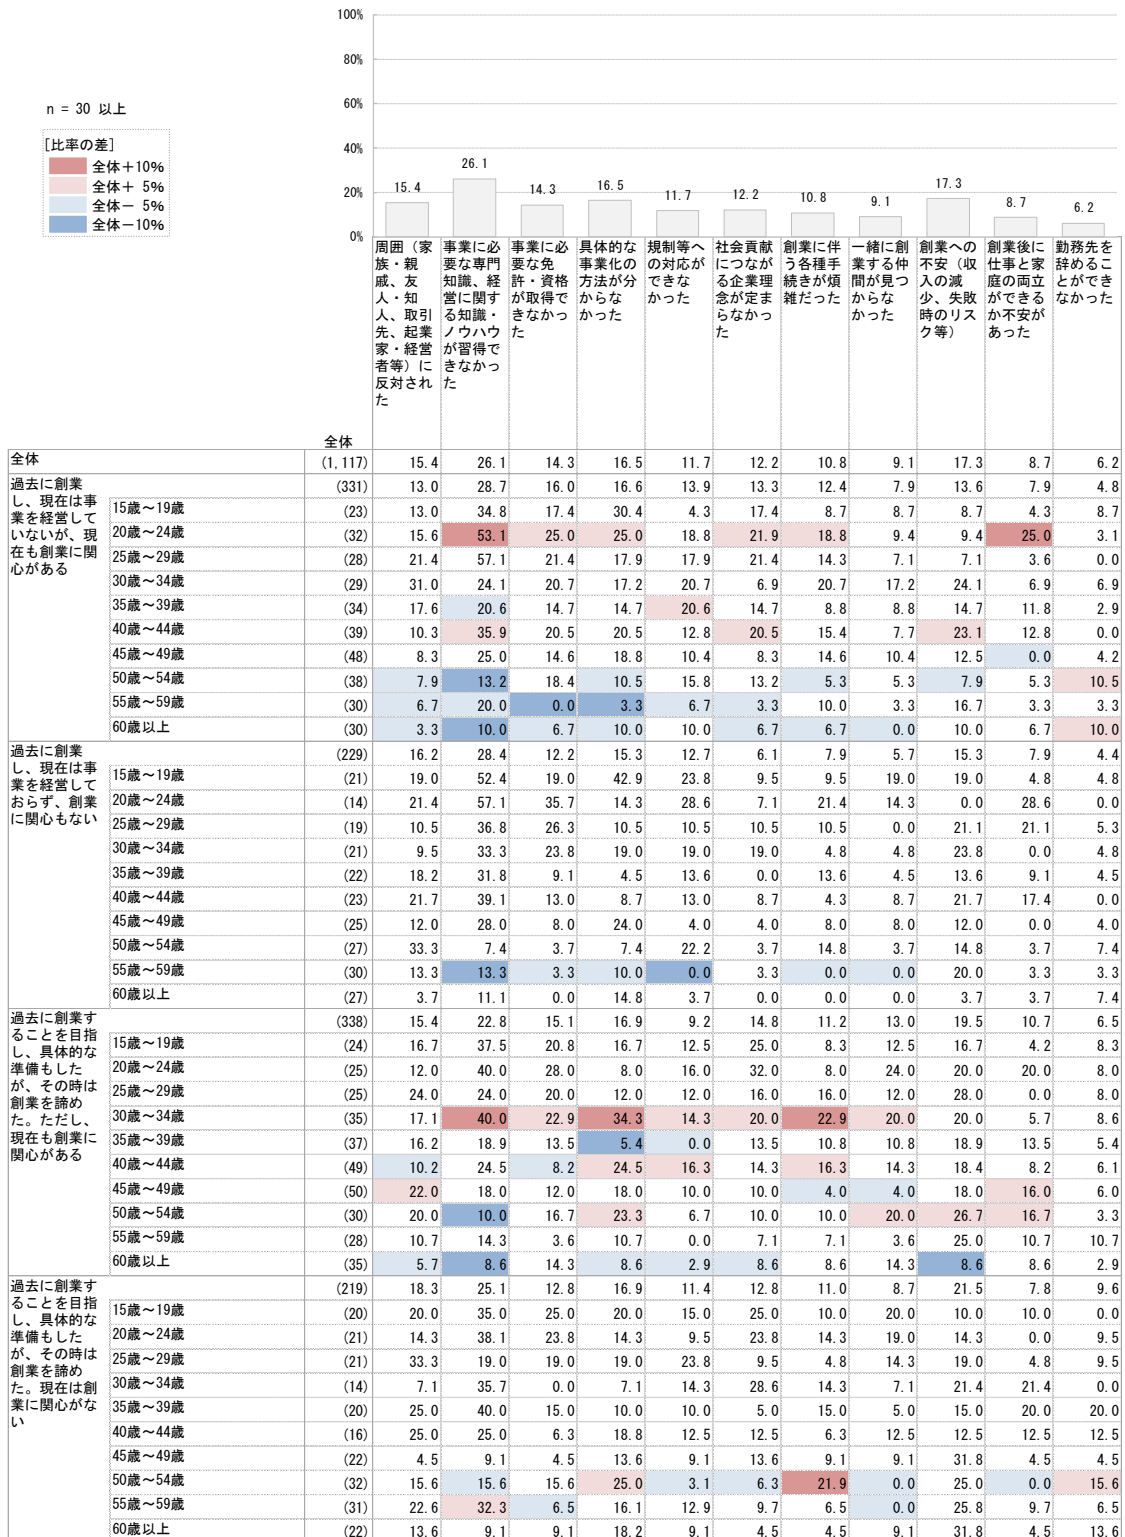 100%
80%
60%
40%
20%
0%
n = 30 以上
[比率の差]
全体＋10%
全体＋ 5%
全体－ 5%
全体－10%
15.4 26.1 14.3 16.5 11.7 12.2 10.8 9.1 17.3 8.7 6.2
周囲（家族・親戚、友人・知人、取引先、起業家・経営者等）に反対された
事業に必要な専門知識、経営に関する知識・ノウハウが習得できなかった
事業に必要な免許・資格が取得できなかった
具体的な事業化の方法が分からなかった
規制等への対応ができなかった
社会貢献につながる企業理念が定まらなかった
創業に伴う各種手続きが煩雑だった
一緒に創業する仲間が見つからなかった
創業への不安（収入の減少、失敗時のリスク等）
創業後に仕事と家庭の両立ができるか不安があった
勤務先を辞めることができなかった
全体
全体 (1,117) 15.4 26.1 14.3 16.5 11.7 12.2 10.8 9.1 17.3 8.7 6.2
過去に創業し、現在は事業を経営していないが、現在も創業に関心がある
(331) 13.0 28.7 16.0 16.6 13.9 13.3 12.4 7.9 13.6 7.9 4.8
15歳～19歳 (23) 13.0 34.8 17.4 30.4 4.3 17.4 8.7 8.7 8.7 4.3 8.7
20歳～24歳 (32) 15.6 53.1 25.0 25.0 18.8 21.9 18.8 9.4 9.4 25.0 3.1
25歳～29歳 (28) 21.4 57.1 21.4 17.9 17.9 21.4 14.3 7.1 7.1 3.6 0.0
30歳～34歳 (29) 31.0 24.1 20.7 17.2 20.7 6.9 20.7 17.2 24.1 6.9 6.9
35歳～39歳 (34) 17.6 20.6 14.7 14.7 20.6 14.7 8.8 8.8 14.7 11.8 2.9
40歳～44歳 (39) 10.3 35.9 20.5 20.5 12.8 20.5 15.4 7.7 23.1 12.8 0.0
45歳～49歳 (48) 8.3 25.0 14.6 18.8 10.4 8.3 14.6 10.4 12.5 0.0 4.2
50歳～54歳 (38) 7.9 13.2 18.4 10.5 15.8 13.2 5.3 5.3 7.9 5.3 10.5
55歳～59歳 (30) 6.7 20.0 0.0 3.3 6.7 3.3 10.0 3.3 16.7 3.3 3.3
60歳以上 (30) 3.3 10.0 6.7 10.0 10.0 6.7 6.7 0.0 10.0 6.7 10.0
過去に創業し、現在は事業を経営しておらず、創業に関心もない
(229) 16.2 28.4 12.2 15.3 12.7 6.1 7.9 5.7 15.3 7.9 4.4
15歳～19歳 (21) 19.0 52.4 19.0 42.9 23.8 9.5 9.5 19.0 19.0 4.8 4.8
20歳～24歳 (14) 21.4 57.1 35.7 14.3 28.6 7.1 21.4 14.3 0.0 28.6 0.0
25歳～29歳 (19) 10.5 36.8 26.3 10.5 10.5 10.5 10.5 0.0 21.1 21.1 5.3
30歳～34歳 (21) 9.5 33.3 23.8 19.0 19.0 19.0 4.8 4.8 23.8 0.0 4.8
35歳～39歳 (22) 18.2 31.8 9.1 4.5 13.6 0.0 13.6 4.5 13.6 9.1 4.5
40歳～44歳 (23) 21.7 39.1 13.0 8.7 13.0 8.7 4.3 8.7 21.7 17.4 0.0
45歳～49歳 (25) 12.0 28.0 8.0 24.0 4.0 4.0 8.0 8.0 12.0 0.0 4.0
50歳～54歳 (27) 33.3 7.4 3.7 7.4 22.2 3.7 14.8 3.7 14.8 3.7 7.4
55歳～59歳 (30) 13.3 13.3 3.3 10.0 0.0 3.3 0.0 0.0 20.0 3.3 3.3
60歳以上 (27) 3.7 11.1 0.0 14.8 3.7 0.0 0.0 0.0 3.7 3.7 7.4
過去に創業することを目指し、具体的な準備もしたが、その時は創業を諦めた。ただし、現在も創業に関心がある
(338) 15.4 22.8 15.1 16.9 9.2 14.8 11.2 13.0 19.5 10.7 6.5
15歳～19歳 (24) 16.7 37.5 20.8 16.7 12.5 25.0 8.3 12.5 16.7 4.2 8.3
20歳～24歳 (25) 12.0 40.0 28.0 8.0 16.0 32.0 8.0 24.0 20.0 20.0 8.0
25歳～29歳 (25) 24.0 24.0 20.0 12.0 12.0 16.0 16.0 12.0 28.0 0.0 8.0
30歳～34歳 (35) 17.1 40.0 22.9 34.3 14.3 20.0 22.9 20.0 20.0 5.7 8.6
35歳～39歳 (37) 16.2 18.9 13.5 5.4 0.0 13.5 10.8 10.8 18.9 13.5 5.4
40歳～44歳 (49) 10.2 24.5 8.2 24.5 16.3 14.3 16.3 14.3 18.4 8.2 6.1
45歳～49歳 (50) 22.0 18.0 12.0 18.0 10.0 10.0 4.0 4.0 18.0 16.0 6.0
50歳～54歳 (30) 20.0 10.0 16.7 23.3 6.7 10.0 10.0 20.0 26.7 16.7 3.3
55歳～59歳 (28) 10.7 14.3 3.6 10.7 0.0 7.1 7.1 3.6 25.0 10.7 10.7
60歳以上 (35) 5.7 8.6 14.3 8.6 2.9 8.6 8.6 14.3 8.6 8.6 2.9
過去に創業することを目指し、具体的な準備もしたが、その時は創業を諦めた。現在は創業に関心がない
(219) 18.3 25.1 12.8 16.9 11.4 12.8 11.0 8.7 21.5 7.8 9.6
15歳～19歳 (20) 20.0 35.0 25.0 20.0 15.0 25.0 10.0 20.0 10.0 10.0 0.0
20歳～24歳 (21) 14.3 38.1 23.8 14.3 9.5 23.8 14.3 19.0 14.3 0.0 9.5
25歳～29歳 (21) 33.3 19.0 19.0 19.0 23.8 9.5 4.8 14.3 19.0 4.8 9.5
30歳～34歳 (14) 7.1 35.7 0.0 7.1 14.3 28.6 14.3 7.1 21.4 21.4 0.0
35歳～39歳 (20) 25.0 40.0 15.0 10.0 10.0 5.0 15.0 5.0 15.0 20.0 20.0
40歳～44歳 (16) 25.0 25.0 6.3 18.8 12.5 12.5 6.3 12.5 12.5 12.5 12.5
45歳～49歳 (22) 4.5 9.1 4.5 13.6 9.1 13.6 9.1 9.1 31.8 4.5 4.5
50歳～54歳 (32) 15.6 15.6 15.6 25.0 3.1 6.3 21.9 0.0 25.0 0.0 15.6
55歳～59歳 (31) 22.6 32.3 6.5 16.1 12.9 9.7 6.5 0.0 25.8 9.7 6.5
60歳以上 (22) 13.6 9.1 9.1 18.2 9.1 4.5 4.5 9.1 31.8 4.5 13.6